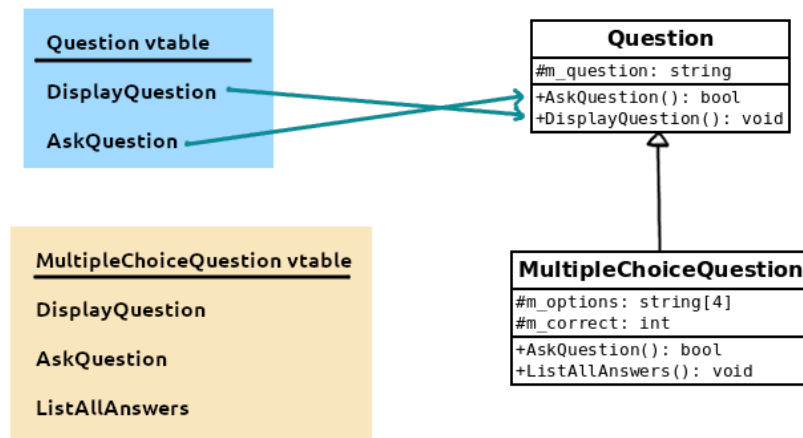 Question vtable
DisplayQuestion
AskQuestion
Question
#m_question: string
+AskQuestion(): bool
+DisplayQuestion(): void
MultipleChoiceQuestion vtable
DisplayQuestion
AskQuestion
ListAllAnswers
MultipleChoiceQuestion
#m_options: string[4]
#m_correct: int
+AskQuestion(): bool
+ListAllAnswers(): void